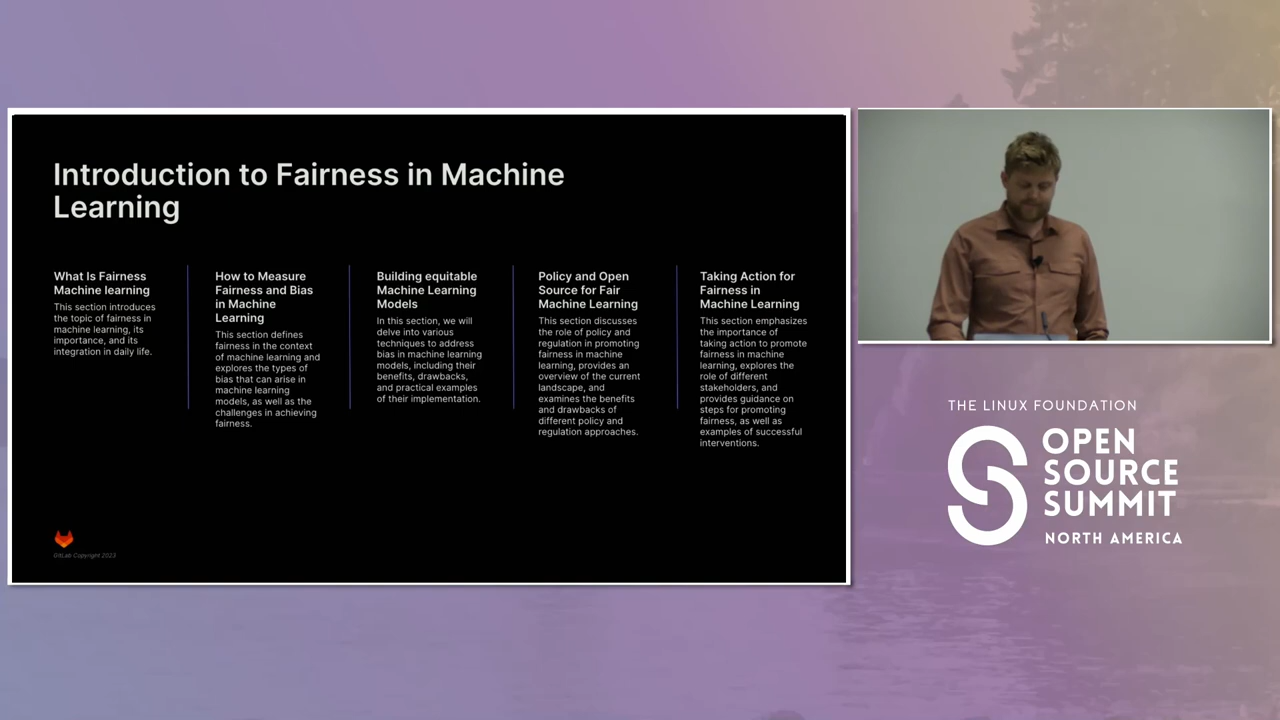 Introduction to Fairness in Machine
Learning
What Is Fairness
Machine learning
This section introduces
the topic of fairness in
machine learning, its
importance, and its
integration in daily life.
How to Measure
Fairness and Bias
in Machine
Learning
This section defines
fairness in the context
of machine learning and
explores the types of
bias that can arise in
machine learning
models, as well as the
challenges in achieving
fairness.
Building equitable
Machine Learning
Models
In this section, we will
delve into various
techniques to address
bias in machine learning
models, including their
benefits, drawbacks,
and practical examples
of their implementation.
Policy and Open
Source for Fair
Machine Learning
This section discusses
the role of policy and
regulation in promoting
fairness in machine
learning, provides an
overview of the current
landscape, and
examines the benefits
and drawbacks of
different policy and
regulation approaches.
Taking Action for
Fairness in
Machine Learning
This section emphasizes
the importance of
taking action to promote
fairness in machine
learning, explores the
role of different
stakeholders, and
provides guidance on
steps for promoting
fairness, as well as
examples of successful
interventions.
GitLab Copyright 2023
THE LINUX FOUNDATION
OPEN
SOURCE
SUMMIT
NORTH AMERICA